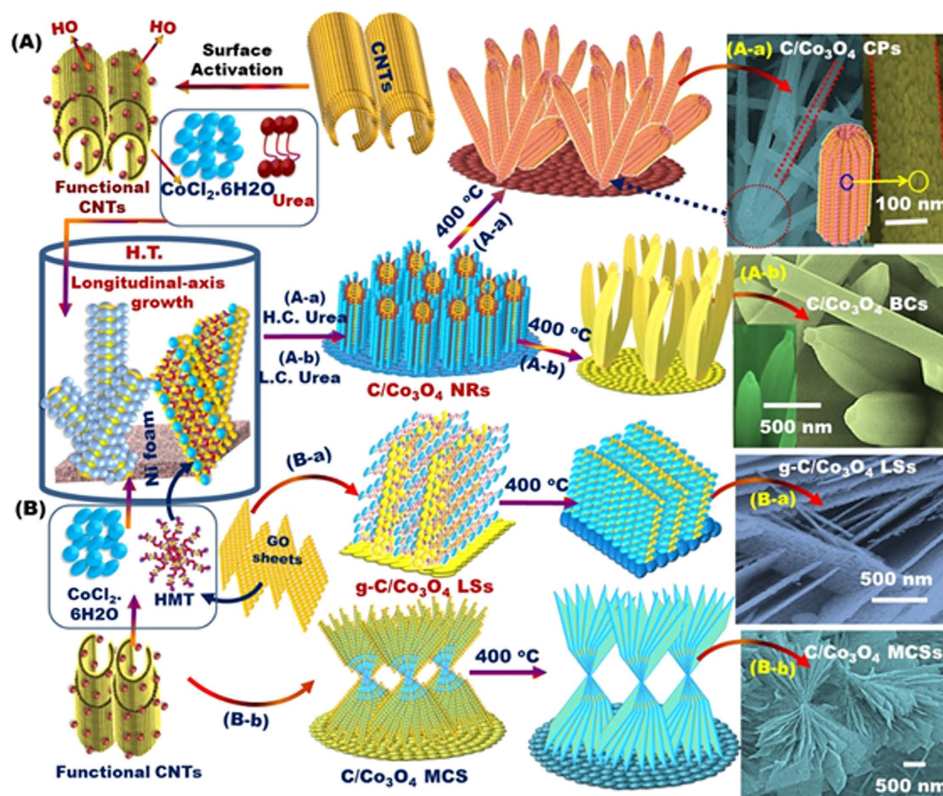 (A)
HO
HO
Surface
Activation
CNTs
Functional
CNTs
CoCl2.6H2O
Urea
400 °C
(A-a)
(A-a)
C/Co3O4 CPs
100 nm
H.T.
Longitudinal-axis
growth
Ni foam
(A-a)
H.C. Urea
(A-b)
L.C. Urea
C/Co3O4 NRs
400 °C
(A-b)
(A-b)
C/Co3O4 BCs
500 nm
(B)
CoCl2.
6H2O
HMT
GO
sheets
(B-a)
g-C/Co3O4 LSs
400 °C
g-C/Co3O4 LSs
(B-a)
500 nm
Functional CNTs
(B-b)
C/Co3O4 MCS
400 °C
C/Co3O4 MCSs
(B-b)
500 nm